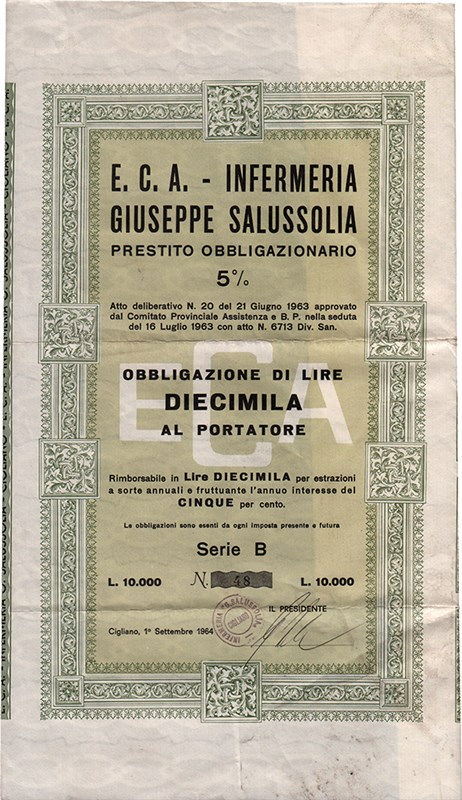 E. C. A. - INFERMERIA
GIUSEPPE SALUSSOLIA
PRESTITO OBBLIGAZIONARIO
5%
Atto deliberativo N. 20 del 21 Giugno 1963 approvato
dal Comitato Provinciale Assistenza e B. P. nella seduta
del 16 Luglio 1963 con atto N. 6713 Div. San.
ECA
OBBLIGAZIONE DI LIRE
DIECIMILA
AL PORTATORE
Rimborsabile in Lire DIECIMILA per estrazioni
a sorte annuali e fruttuante l'annuo interesse del
CINQUE per cento.
Le obbligazioni sono esenti da ogni imposta presente e futura
Serie B
L. 10.000 N. 48 L. 10.000
IL PRESIDENTE
Cigliano, 1° Settembre 1964